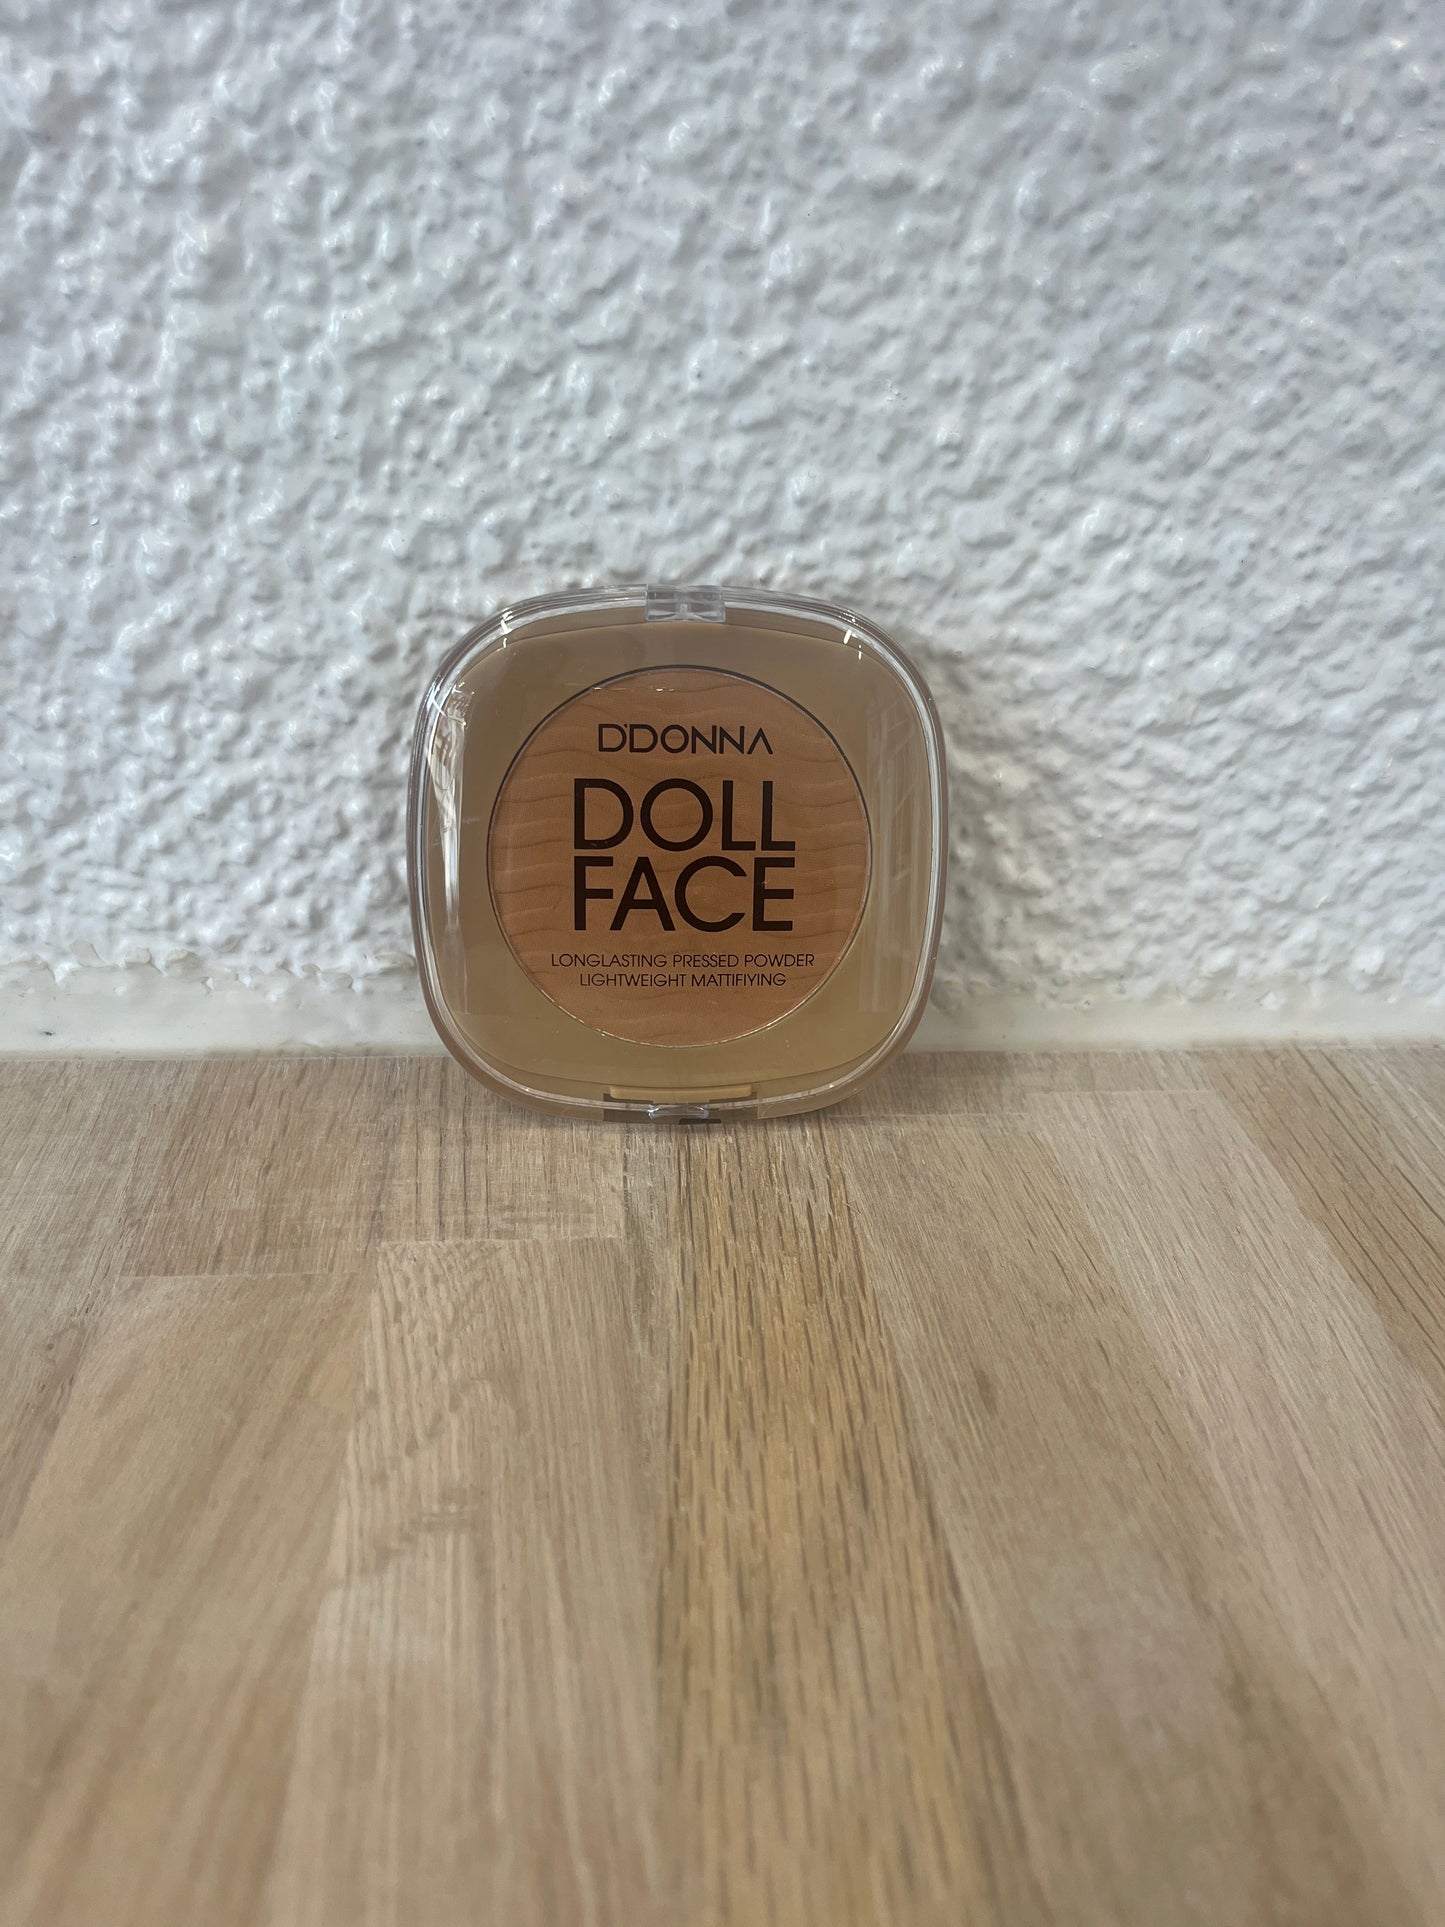 D'DONNA
DOLL
FACE
LONGLASTING PRESSED POWDER
LIGHTWEIGHT MATTIFIYING